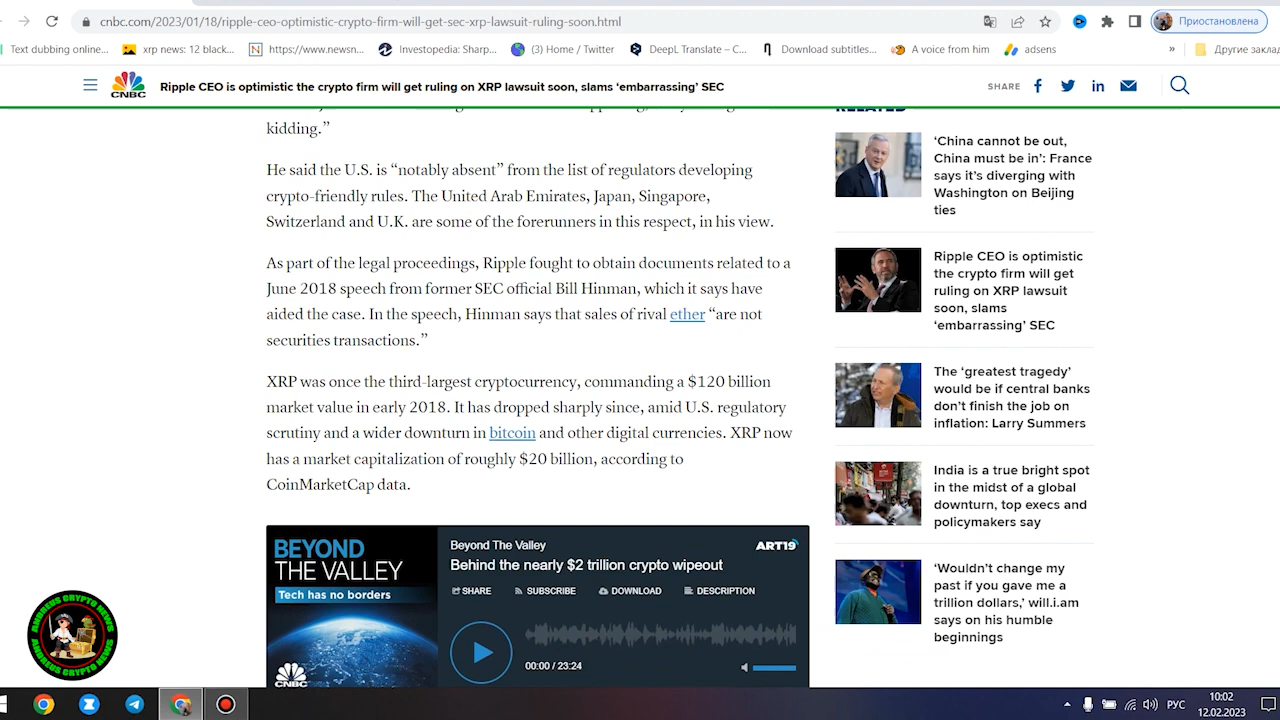 cnbc.com/2023/01/18/ripple-ceo-optimistic-crypto-firm-will-get-sec-xrp-lawsuit-ruling-soon.html
Приостановлена
Text dubbing online...
xrp news: 12 black...
https://www.newsn...
Investopedia: Sharp...
(3) Home / Twitter
DeepL Translate – C...
Download subtitles...
A voice from him
adsens
»
Другие заклад
CNBC
Ripple CEO is optimistic the crypto firm will get ruling on XRP lawsuit soon, slams ‘embarrassing’ SEC
SHARE
kidding.”
He said the U.S. is “notably absent” from the list of regulators developing
crypto-friendly rules. The United Arab Emirates, Japan, Singapore,
Switzerland and U.K. are some of the forerunners in this respect, in his view.
As part of the legal proceedings, Ripple fought to obtain documents related to a
June 2018 speech from former SEC official Bill Hinman, which it says have
aided the case. In the speech, Hinman says that sales of rival ether “are not
securities transactions.”
XRP was once the third-largest cryptocurrency, commanding a $120 billion
market value in early 2018. It has dropped sharply since, amid U.S. regulatory
scrutiny and a wider downturn in bitcoin and other digital currencies. XRP now
has a market capitalization of roughly $20 billion, according to
CoinMarketCap data.
BEYOND
THE VALLEY
Tech has no borders
CNBC
Beyond The Valley
ART19
Behind the nearly $2 trillion crypto wipeout
SHARE
SUBSCRIBE
DOWNLOAD
DESCRIPTION
00:00 / 23:24
RELATED
‘China cannot be out,
China must be in’: France
says it’s diverging with
Washington on Beijing
ties
Ripple CEO is optimistic
the crypto firm will get
ruling on XRP lawsuit
soon, slams
‘embarrassing’ SEC
The ‘greatest tragedy’
would be if central banks
don’t finish the job on
inflation: Larry Summers
India is a true bright spot
in the midst of a global
downturn, top execs and
policymakers say
‘Wouldn’t change my
past if you gave me a
trillion dollars,’ will.i.am
says on his humble
beginnings
ANDREUS CRYPTO NEWS
ANDREUS CRYPTO NEWS
РУС
10:02
12.02.2023